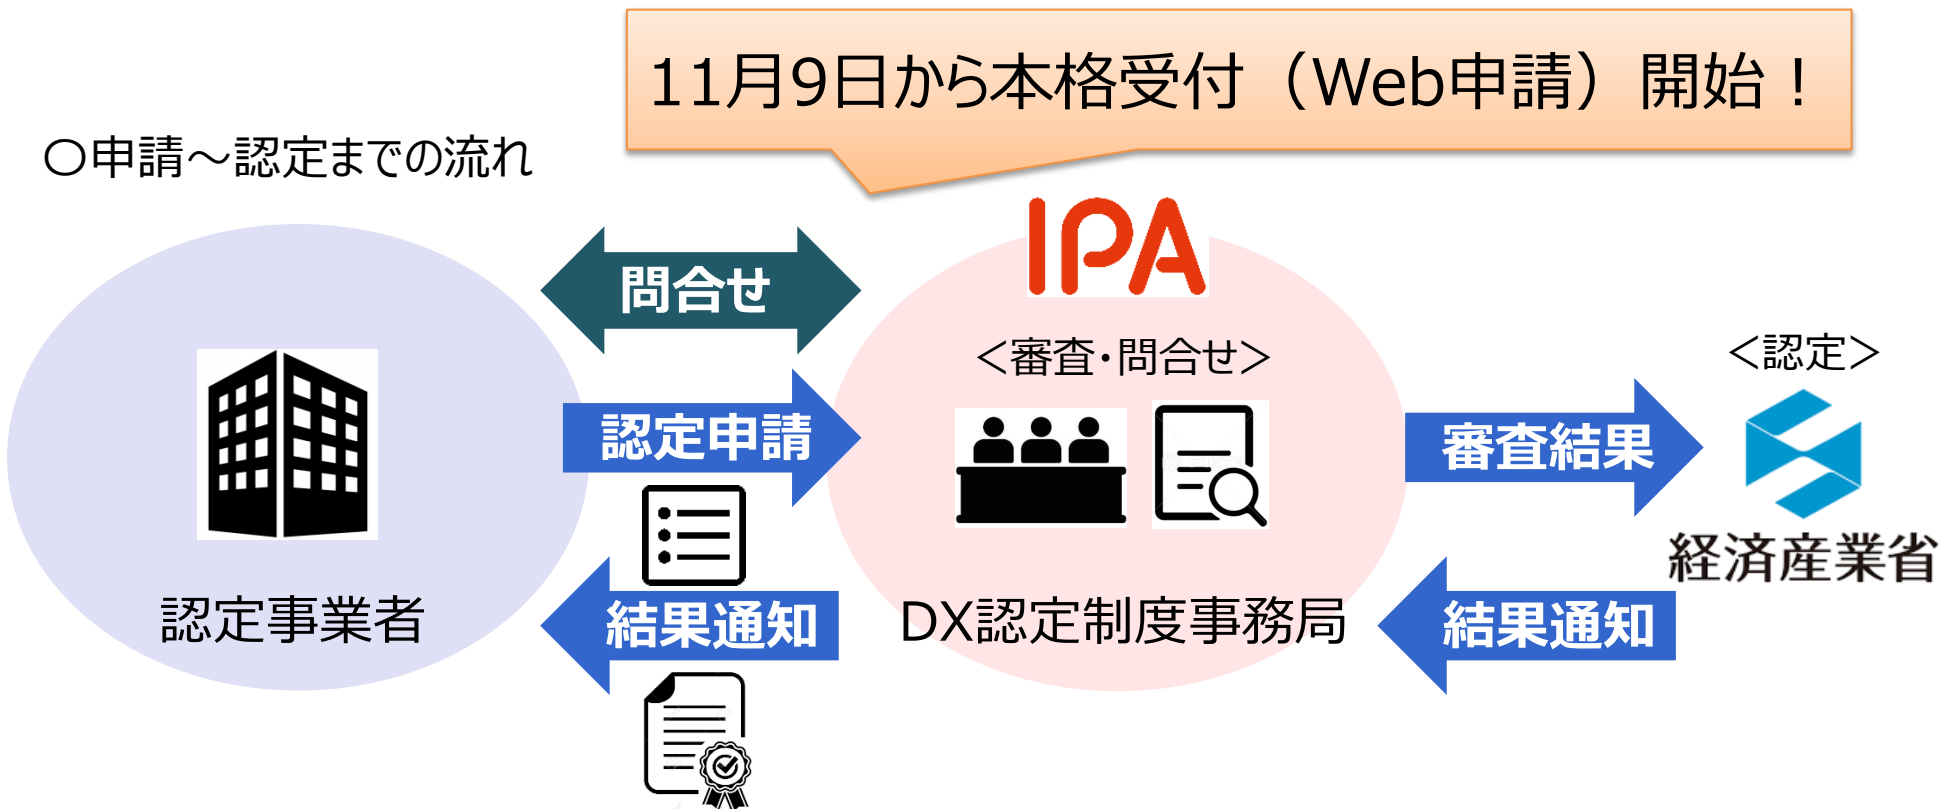 11月9日から本格受付（Web申請）開始！
〇申請～認定までの流れ
IPA
問合せ
＜審査・問合せ＞
＜認定＞
認定申請
審査結果
経済産業省
認定事業者
結果通知
DX認定制度事務局
結果通知